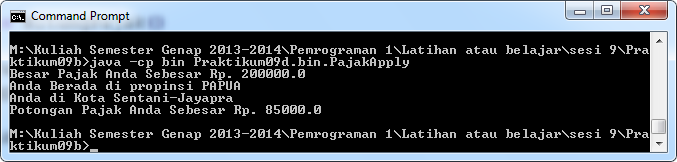 Command Prompt
M:\Kuliah Semester Genap 2013-2014\Pemrograman 1\Latihan atau belajar\sesi 9\Pra
ktikum09b>java -cp bin Praktikum09d.bin.PajakApply
Besar Pajak Anda Sebesar Rp. 200000.0
Anda Berada di propinsi PAPUA
Anda di Kota Sentani-Jayapra
Potongan Pajak Anda Sebesar Rp. 85000.0
M:\Kuliah Semester Genap 2013-2014\Pemrograman 1\Latihan atau belajar\sesi 9\Pra
ktikum09b>_